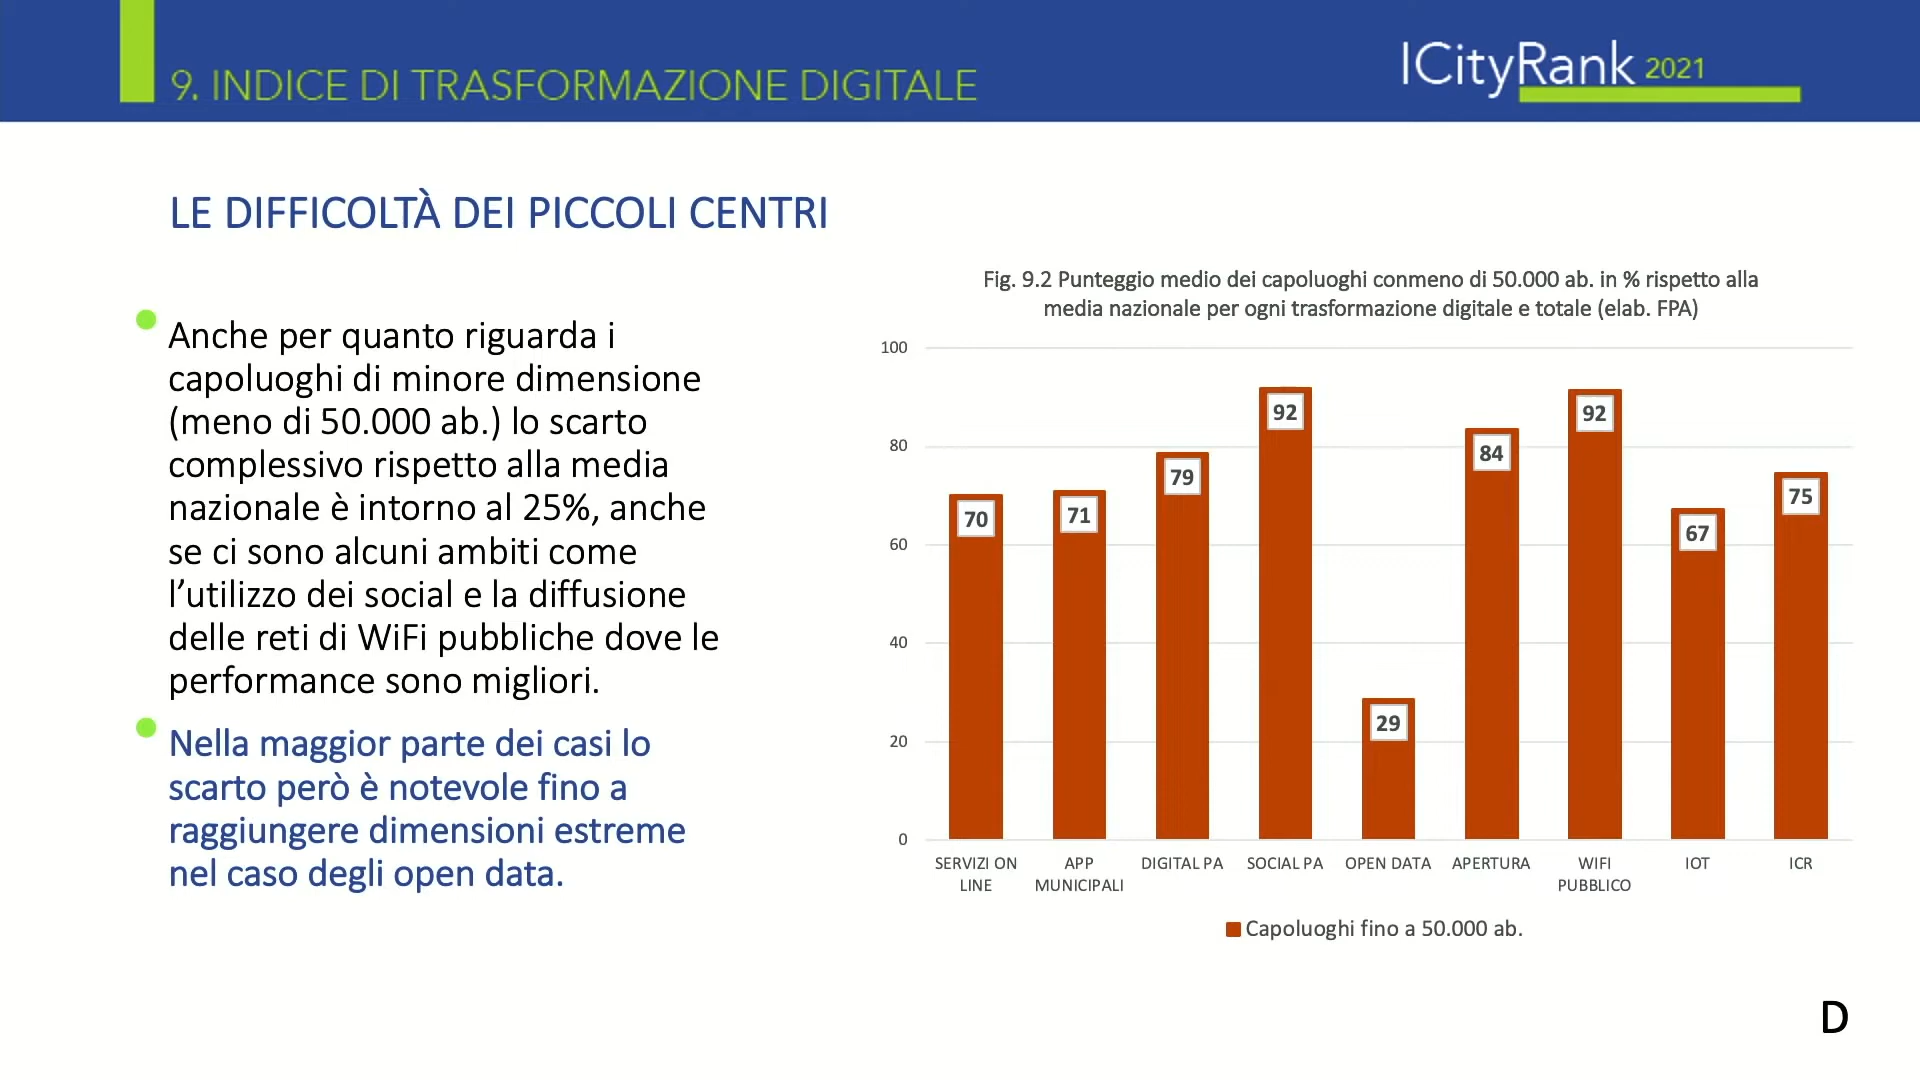 9. INDICE DI TRASFORMAZIONE DIGITALE
ICityRank 2021
LE DIFFICOLTÀ DEI PICCOLI CENTRI
Anche per quanto riguarda i
capoluoghi di minore dimensione
(meno di 50.000 ab.) lo scarto
complessivo rispetto alla media
nazionale è intorno al 25%, anche
se ci sono alcuni ambiti come
l’utilizzo dei social e la diffusione
delle reti di WiFi pubbliche dove le
performance sono migliori.
Nella maggior parte dei casi lo
scarto però è notevole fino a
raggiungere dimensioni estreme
nel caso degli open data.
Fig. 9.2 Punteggio medio dei capoluoghi conmeno di 50.000 ab. in % rispetto alla
media nazionale per ogni trasformazione digitale e totale (elab. FPA)
100
80
60
40
20
0
70
71
79
92
29
84
92
67
75
SERVIZI ON
LINE
APP
MUNICIPALI
DIGITAL PA
SOCIAL PA
OPEN DATA
APERTURA
WIFI
PUBBLICO
IOT
ICR
Capoluoghi fino a 50.000 ab.
D